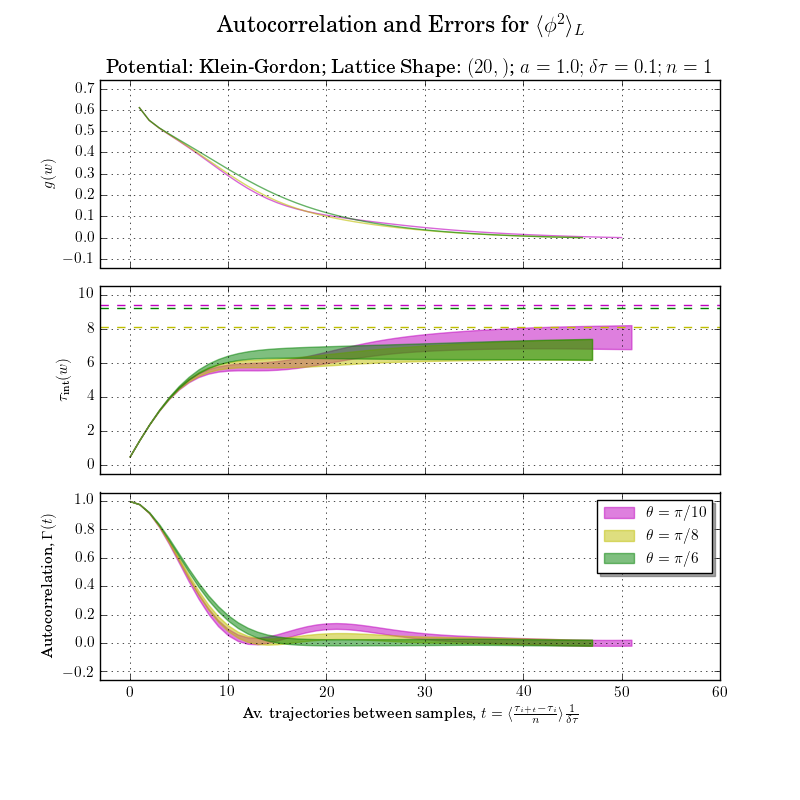 Autocorrelation and Errors for ⟨ϕ²⟩_L
Potential: Klein-Gordon; Lattice Shape: (20, ); a = 1.0; δτ = 0.1; n = 1
0.7
0.6
0.5
0.4
0.3
0.2
0.1
0.0
−0.1
g(w)
10
8
6
4
2
0
τ_int(w)
1.0
0.8
0.6
0.4
0.2
0.0
−0.2
Autocorrelation, Γ(t)
θ = π/10
θ = π/8
θ = π/6
0 10 20 30 40 50 60
Av. trajectories between samples, t = ⟨(τ_{i+t}−τ_i)/n⟩ 1/δτ